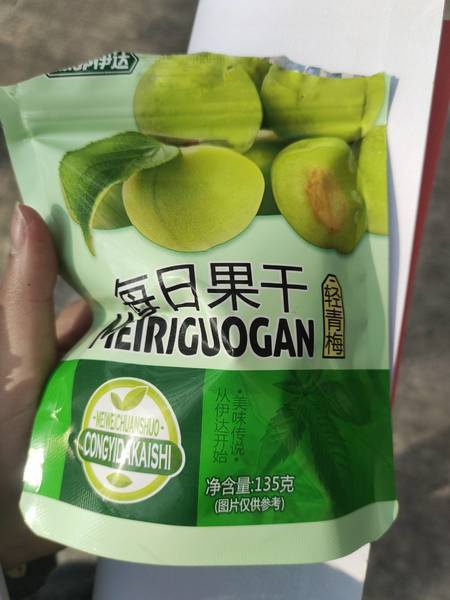 伊达
每日果干
MEIRIGUOGAN
轻青梅
MEIWEICHUANSHUO
CONGYIDAKAISHI
·美味传说·
从伊达开始
净含量:135克
(图片仅供参考)